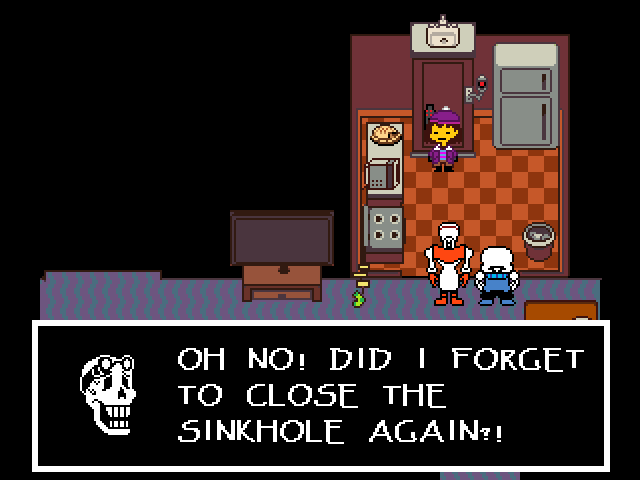 OH NO! DID I FORGET
TO CLOSE THE
SINKHOLE AGAIN?!